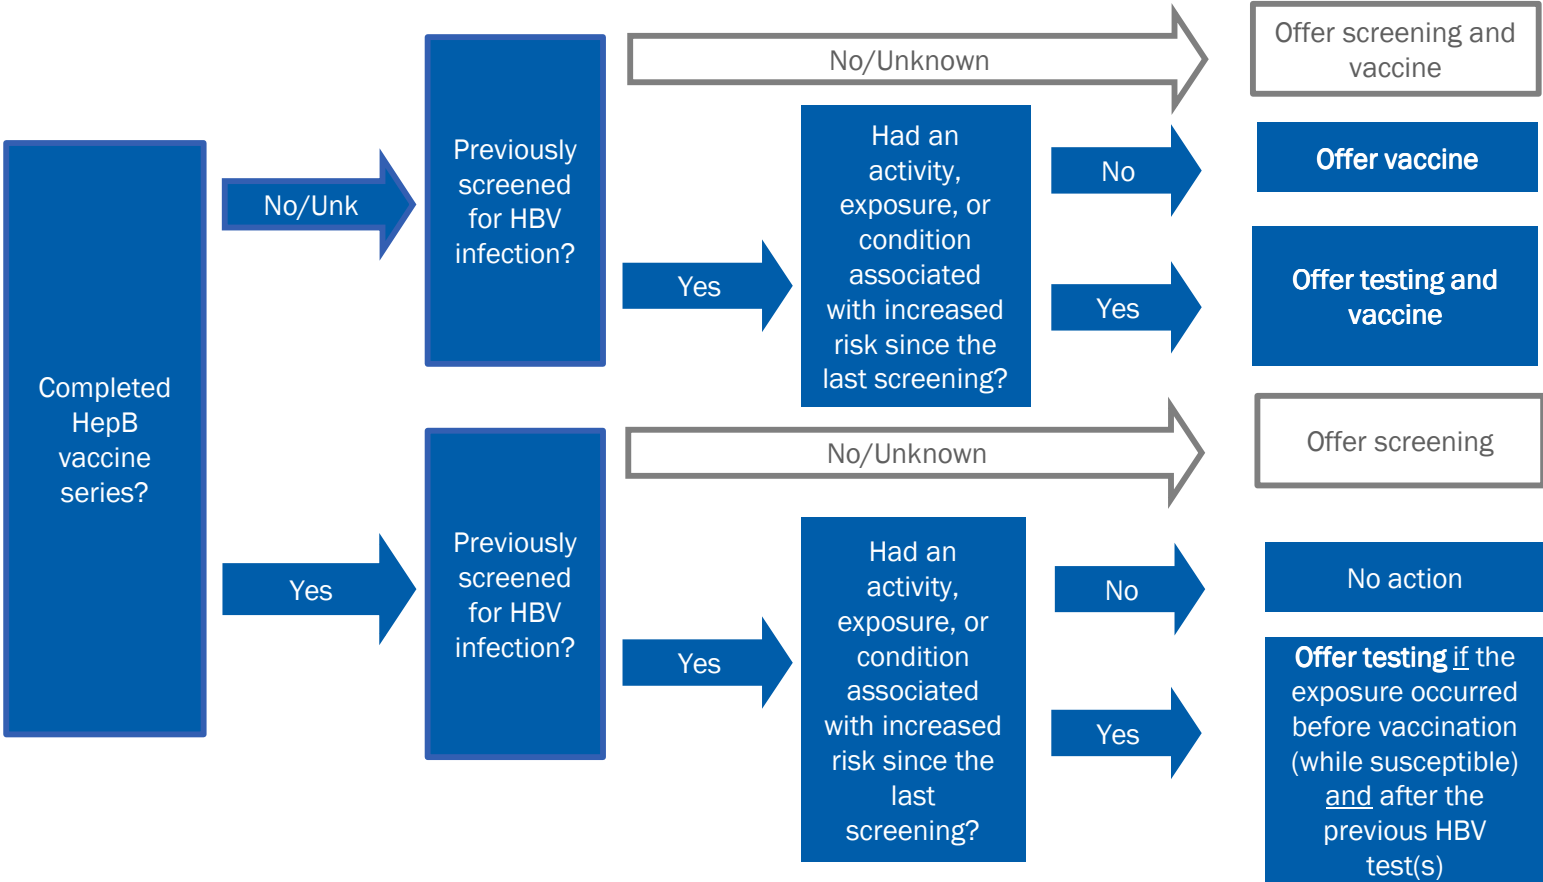 Completed
HepB
vaccine
series?
No/Unk
Previously
screened
for HBV
infection?
No/Unknown
Offer screening and
vaccine
Yes
Had an
activity,
exposure, or
condition
associated
with increased
risk since the
last screening?
No
Offer vaccine
Yes
Offer testing and
vaccine
Yes
Previously
screened
for HBV
infection?
No/Unknown
Offer screening
Yes
Had an
activity,
exposure, or
condition
associated
with increased
risk since the
last
screening?
No
No action
Yes
Offer testing if the
exposure occurred
before vaccination
(while susceptible)
and after the
previous HBV
test(s)